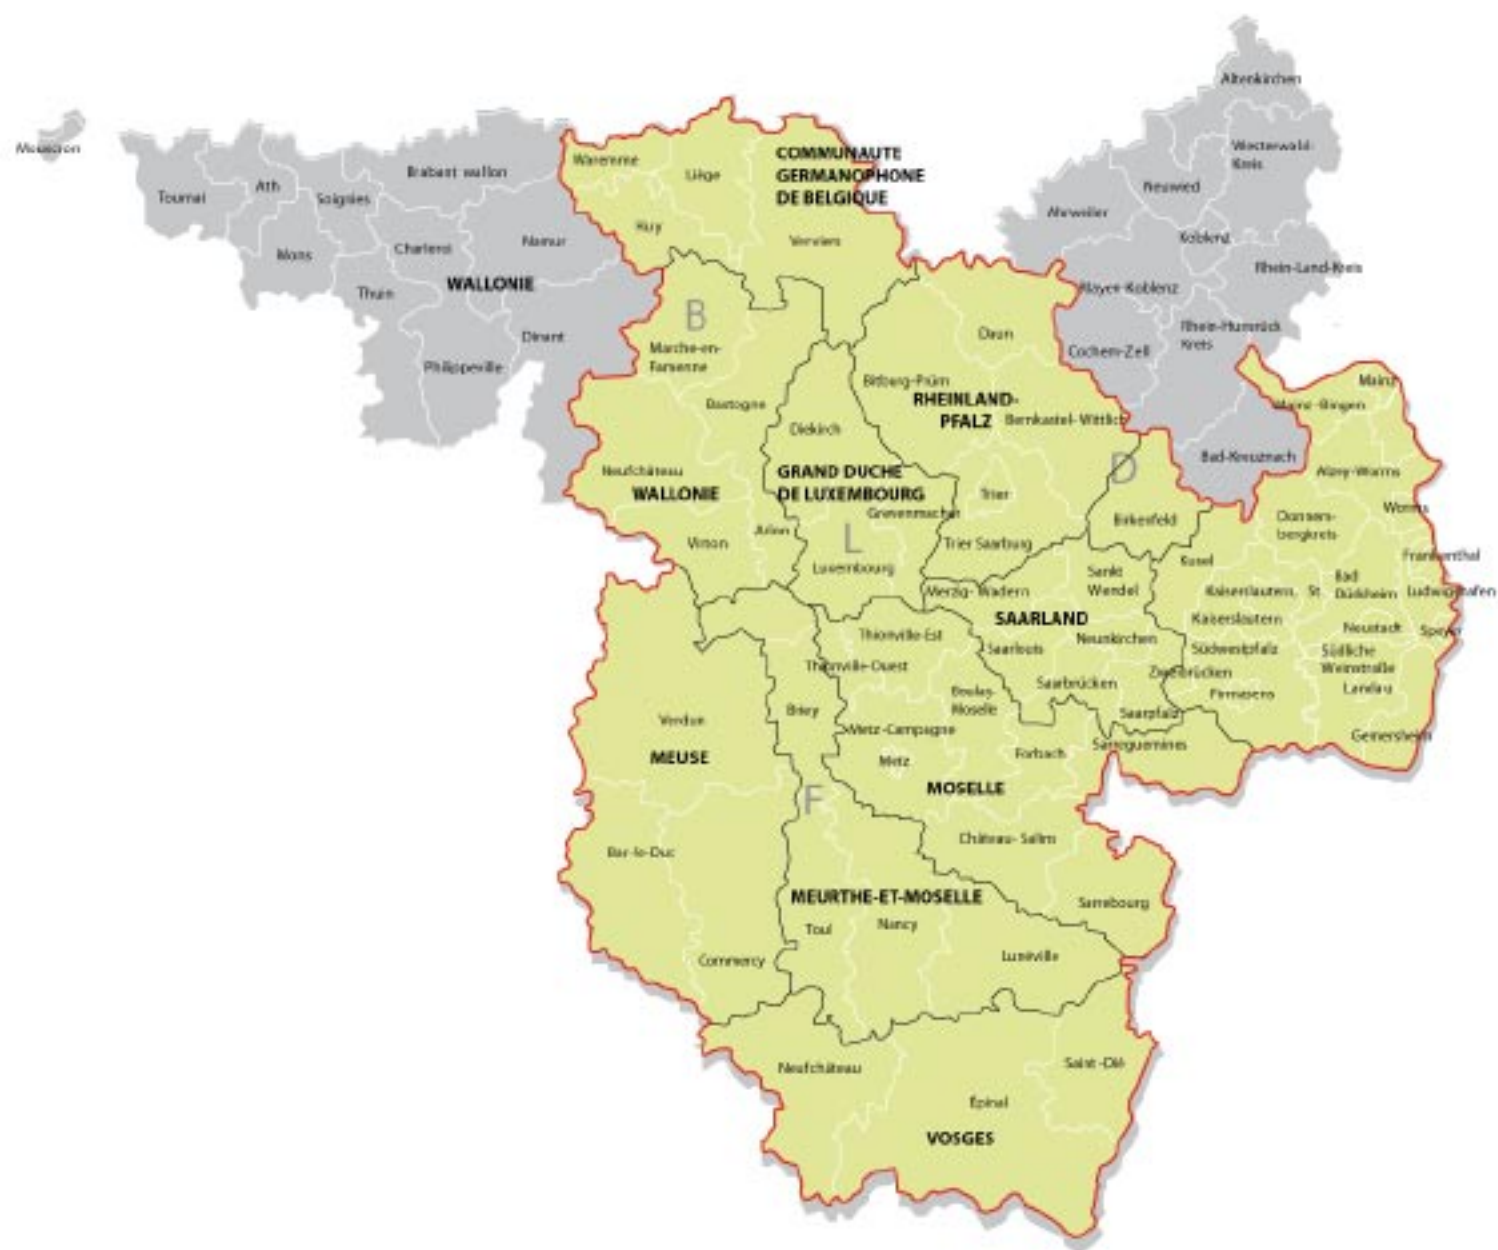 Altenkirchen
Westerwald-
Kreis
Mouscron
Neuwied
Ahrweiler
Koblenz
Rhein-Land-Kreis
Mayen-Koblenz
Rhein-Hunsrück
Kreis
Cochem-Zell
Bad-Kreuznach
Tournai
Ath
Soignies
Brabant wallon
Mons
Charleroi
Namur
Thuin
WALLONIE
Dinant
Philippeville
Waremme
Liège
Huy
Verviers
COMMUNAUTE
GERMANOPHONE
DE BELGIQUE
B
Marche-en-
Famenne
Bastogne
Neufchâteau
WALLONIE
Virton
Arlon
Diekirch
GRAND DUCHE
DE LUXEMBOURG
Grevenmacher
L
Luxembourg
Daun
Bitburg-Prüm
RHEINLAND-
PFALZ
Bernkastel-Wittlich
D
Trier
Trier Saarburg
Birkenfeld
Mainz
Mainz-Bingen
Alzey-Worms
Worms
Donners-
bergkreis
Frankenthal
Kusel
Bad
Dürkheim
Ludwigshafen
Kaiserslautern, St
Kaiserslautern
Neustadt
Speyer
Südwestpfalz
Südliche
Weinstraße
Zweibrücken
Landau
Pirmasens
Germersheim
Merzig-Wadern
Sankt
Wendel
SAARLAND
Neunkirchen
Saarlouis
Saarbrücken
Saarpfalz
Thionville-Est
Thionville-Ouest
Boulay-
Moselle
Briey
Metz-Campagne
Metz
Forbach
Sarreguemines
MOSELLE
Château-Salins
Sarrebourg
Verdun
MEUSE
Bar-le-Duc
Commercy
F
MEURTHE-ET-MOSELLE
Toul
Nancy
Lunéville
Neufchâteau
Saint-Dié
Epinal
VOSGES